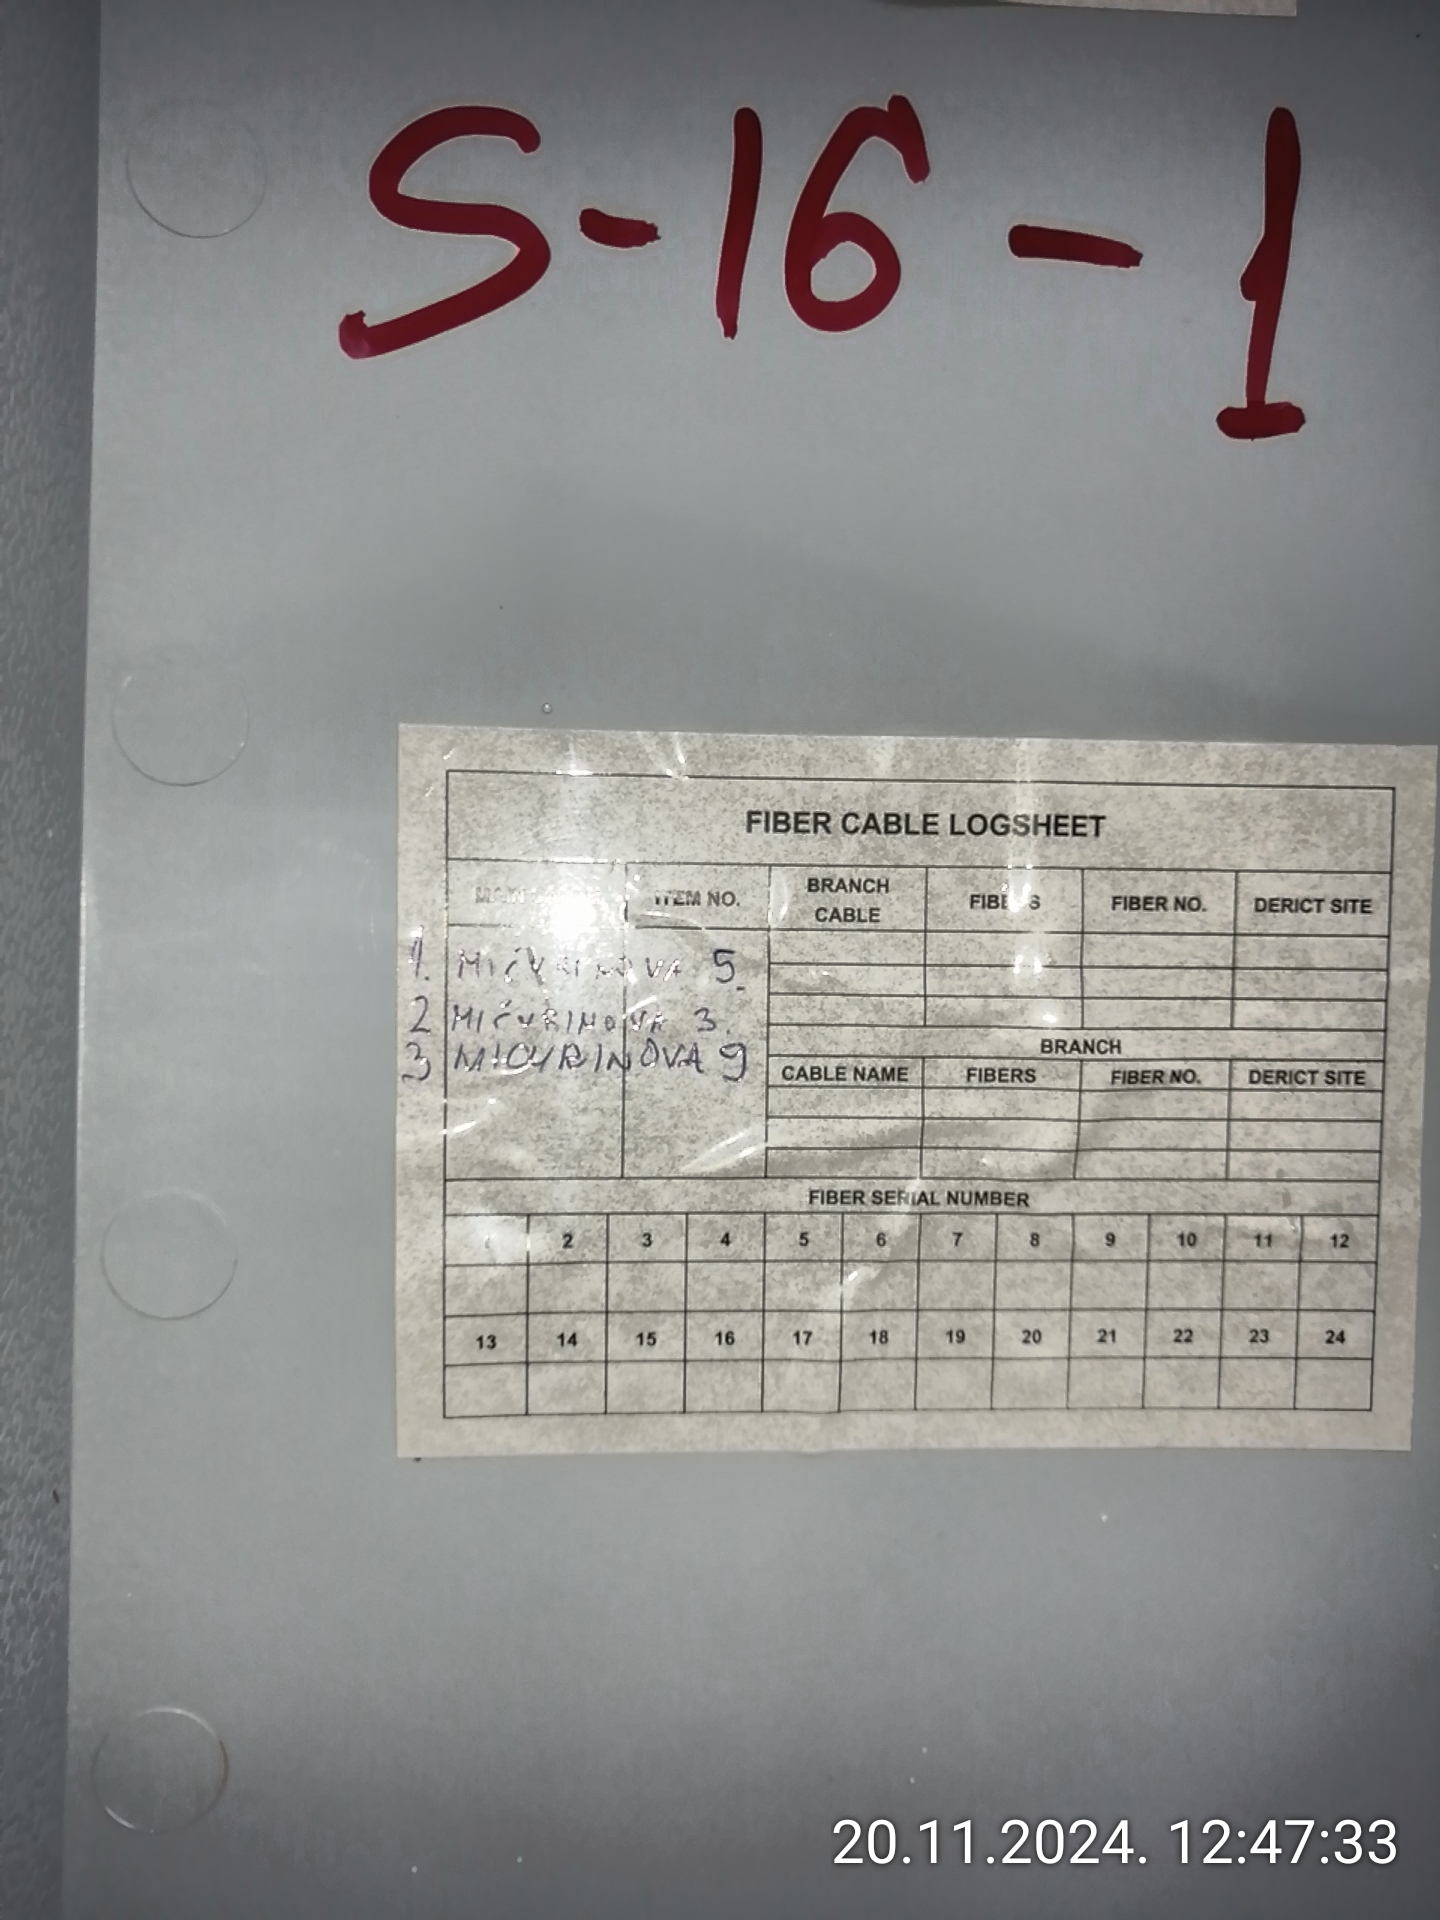 S-16-1
FIBER CABLE LOGSHEET
ITEM NO. BRANCH CABLE FIBERS FIBER NO. DERICT SITE
1. MIČURINOVA 5.
2 MIČURINOVA 3.
3 MICURINOVA 9
BRANCH
CABLE NAME FIBERS FIBER NO. DERICT SITE
FIBER SERIAL NUMBER
1 2 3 4 5 6 7 8 9 10 11 12
13 14 15 16 17 18 19 20 21 22 23 24
20.11.2024. 12:47:33